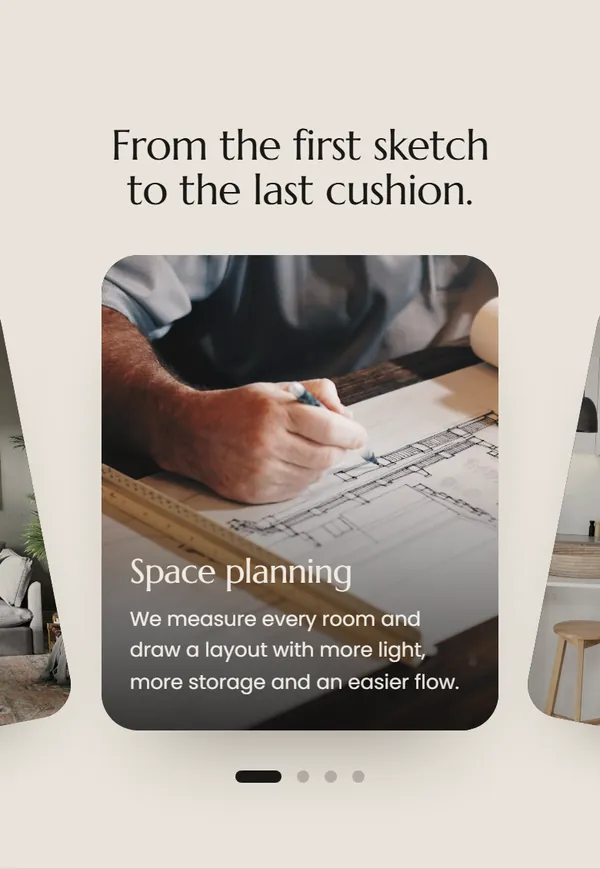 From the first sketch
to the last cushion.
Space planning
We measure every room and
draw a layout with more light,
more storage and an easier flow.